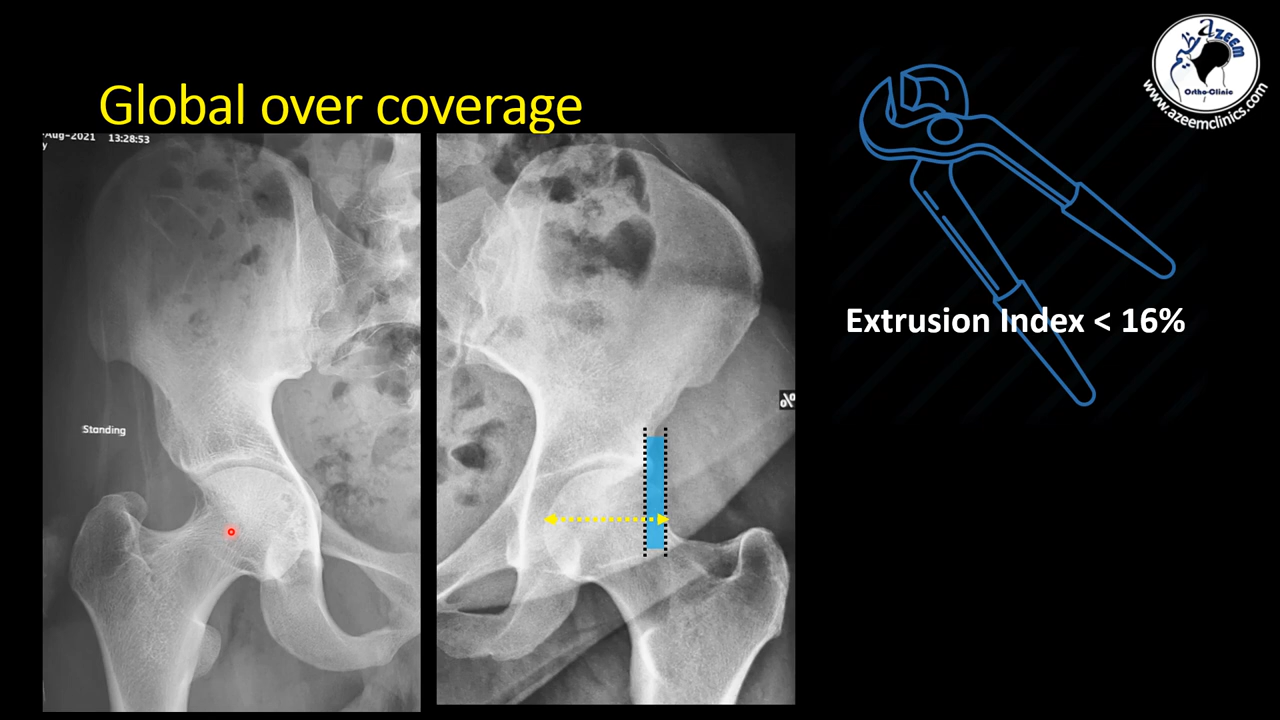 Global over coverage
Aug-2021 13:28:53
y
Standing
Extrusion Index < 16%
azeem
Ortho-Clinic
www.azeemclinics.com